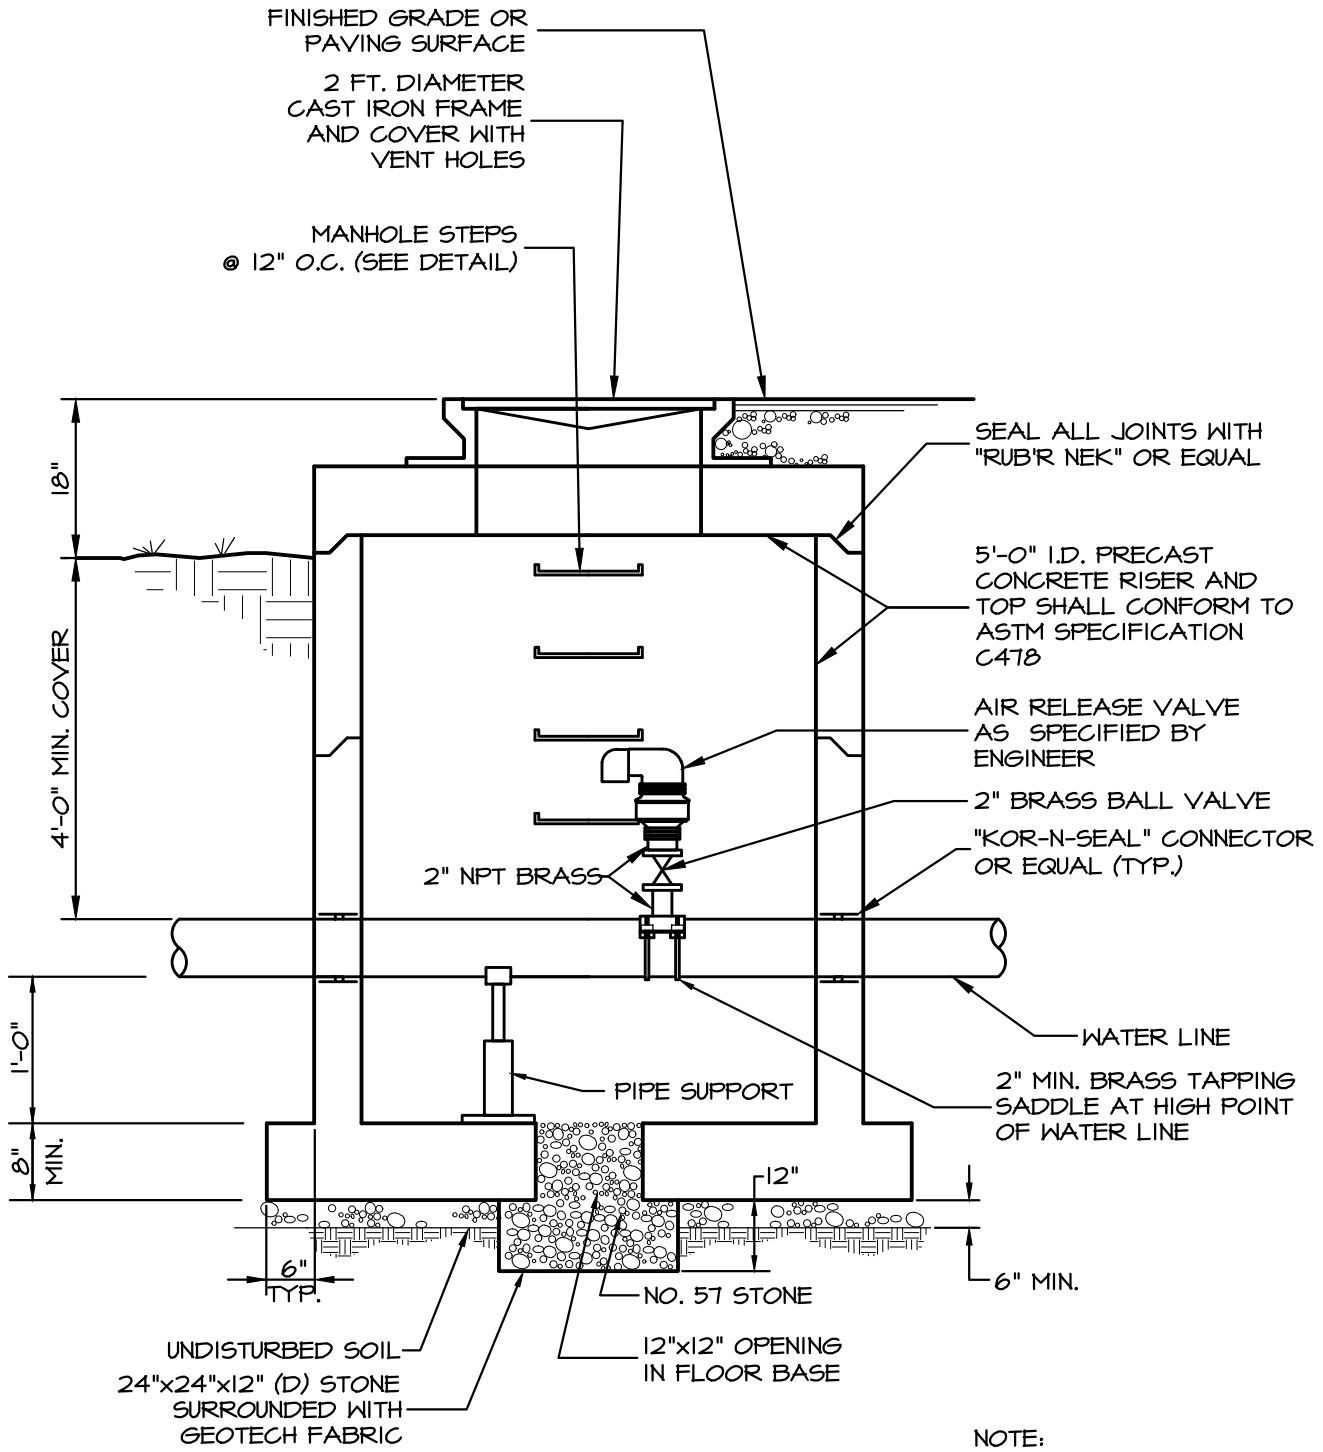 FINISHED GRADE OR
PAVING SURFACE
2 FT. DIAMETER
CAST IRON FRAME
AND COVER WITH
VENT HOLES
MANHOLE STEPS
@ 12" O.C. (SEE DETAIL)
18"
4'-0" MIN. COVER
1'-0"
8"
MIN.
6"
TYP.
SEAL ALL JOINTS WITH
"RUB'R NEK" OR EQUAL
5'-0" I.D. PRECAST
CONCRETE RISER AND
TOP SHALL CONFORM TO
ASTM SPECIFICATION
C478
AIR RELEASE VALVE
AS SPECIFIED BY
ENGINEER
2" BRASS BALL VALVE
"KOR-N-SEAL" CONNECTOR
OR EQUAL (TYP.)
2" NPT BRASS
WATER LINE
PIPE SUPPORT
2" MIN. BRASS TAPPING
SADDLE AT HIGH POINT
OF WATER LINE
12"
6" MIN.
NO. 57 STONE
12"x12" OPENING
IN FLOOR BASE
UNDISTURBED SOIL
24"x24"x12" (D) STONE
SURROUNDED WITH
GEOTECH FABRIC
NOTE: